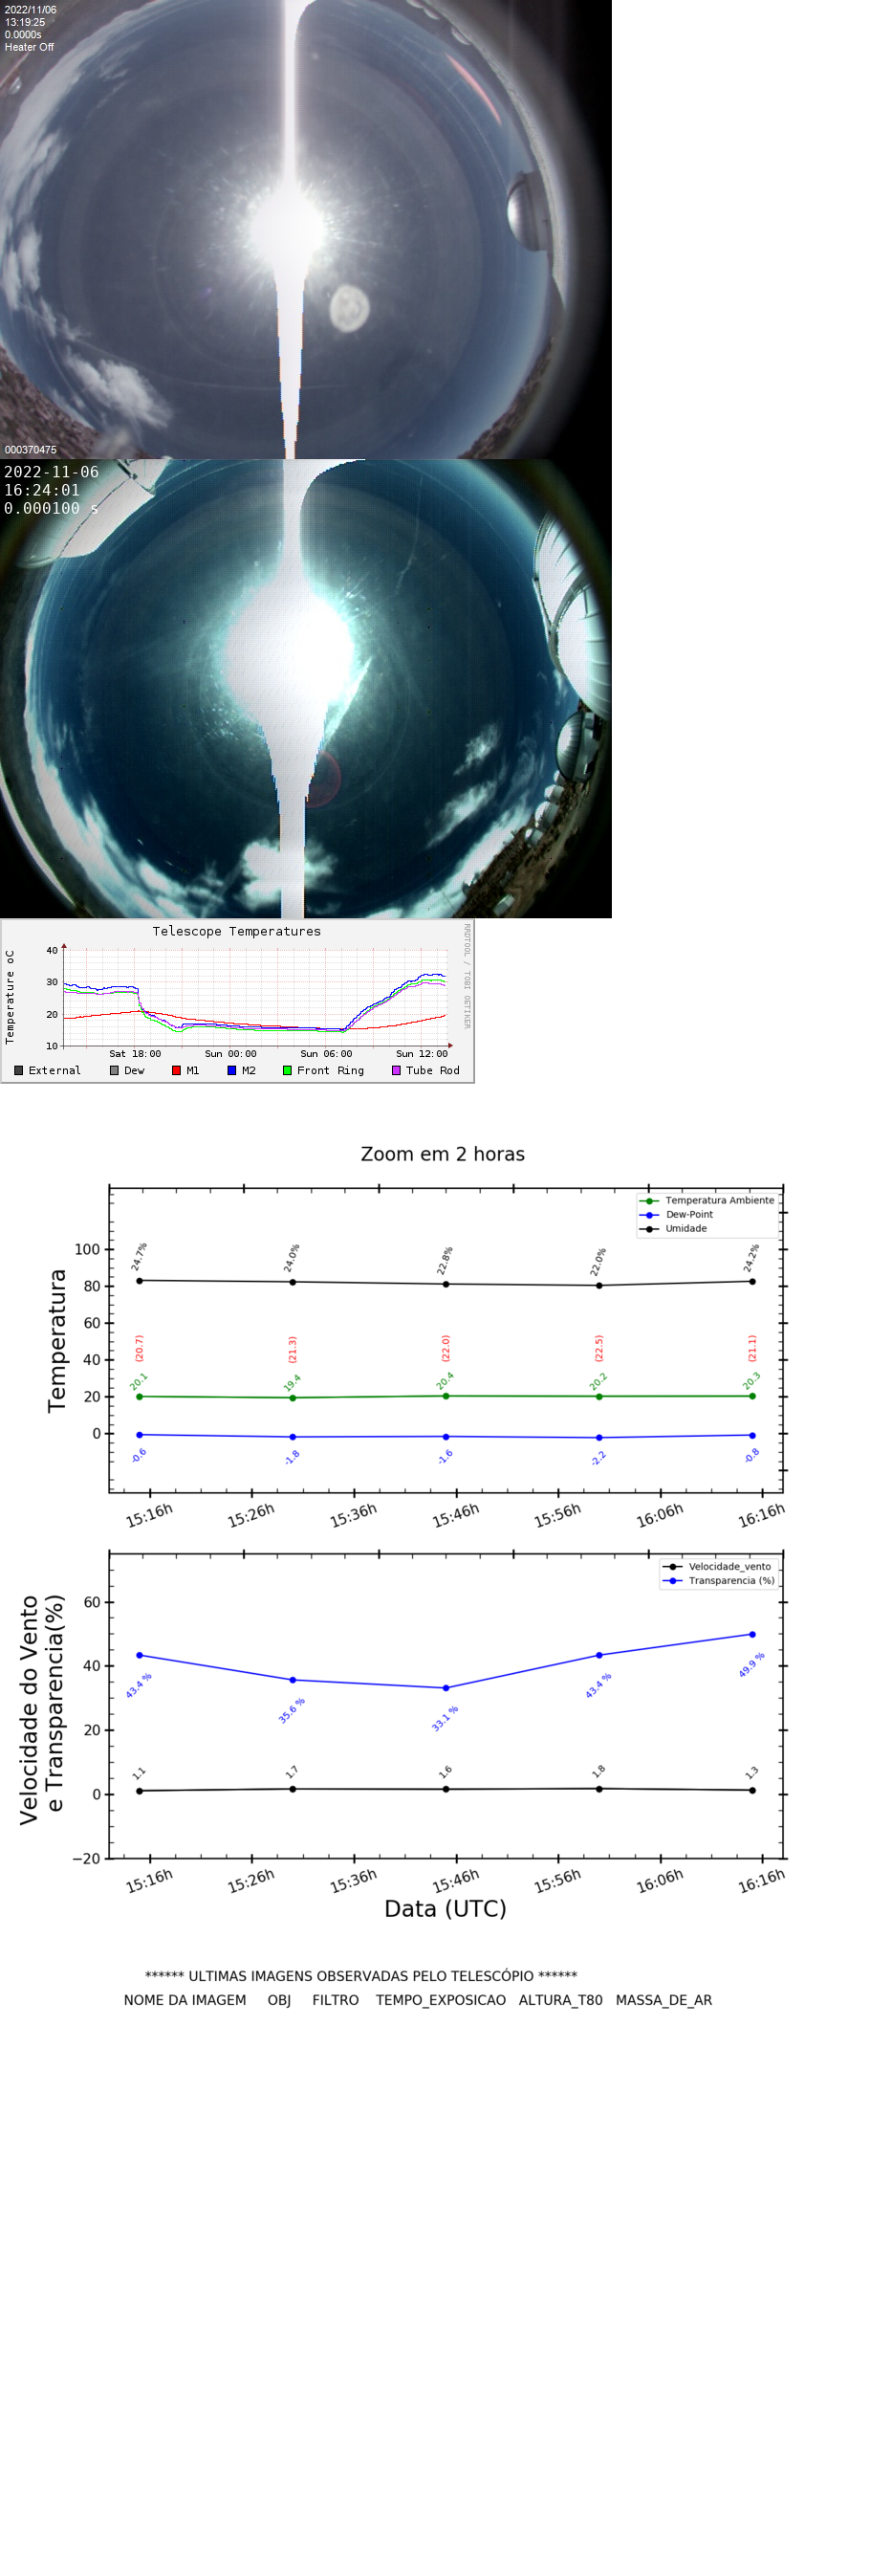 2022/11/06
13:19:25
0.0000s
Heater Off
000370475
2022-11-06
16:24:01
0.000100 s
Telescope Temperatures
RRDTOOL / TOBI OETIKER
Temperature oC
40
30
20
10
Sat 18:00 Sun 00:00 Sun 06:00 Sun 12:00
External Dew M1 M2 Front Ring Tube Rod
Zoom em 2 horas
Temperatura Ambiente
Dew-Point
Umidade
Temperatura
100
80
60
40
20
0
24.7% 24.0% 22.8% 22.0% 24.2%
(20.7) (21.3) (22.0) (22.5) (21.1)
20.1 19.4 20.4 20.2 20.3
-0.6 -1.8 -1.6 -2.2 -0.8
15:16h 15:26h 15:36h 15:46h 15:56h 16:06h 16:16h
Velocidade_vento
Transparencia (%)
Velocidade do Vento
e Transparencia(%)
60
40
20
0
−20
43.4 % 35.6 % 33.1 % 43.4 % 49.9 %
1.1 1.7 1.6 1.8 1.3
15:16h 15:26h 15:36h 15:46h 15:56h 16:06h 16:16h
Data (UTC)
****** ULTIMAS IMAGENS OBSERVADAS PELO TELESCÓPIO ******
NOME DA IMAGEM OBJ FILTRO TEMPO_EXPOSICAO ALTURA_T80 MASSA_DE_AR